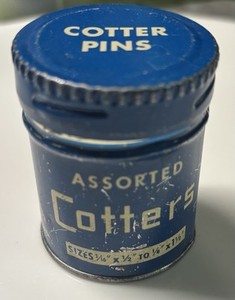 COTTER
PINS
ASSORTED
Cotters
SIZES 1/16" x 1/2" TO 1/8" x 1 1/2"